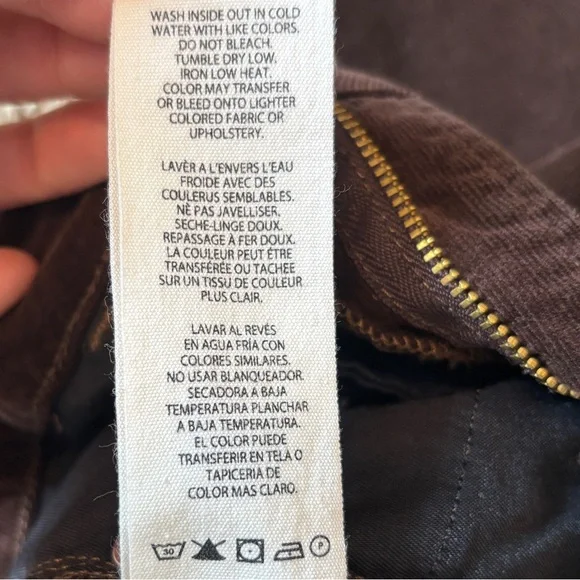 WASH INSIDE OUT IN COLD
WATER WITH LIKE COLORS.
DO NOT BLEACH.
TUMBLE DRY LOW.
IRON LOW HEAT.
COLOR MAY TRANSFER
OR BLEED ONTO LIGHTER
COLORED FABRIC OR
UPHOLSTERY.
LAVÈR A L'ENVERS L'EAU
FROIDE AVEC DES
COULERUS SEMBLABLES.
NÈ PAS JAVELLISER.
SECHE-LINGE DOUX.
REPASSAGE À FER DOUX.
LA COULEUR PEUT ÊTRE
TRANSFÉRÉE OU TACHEE
SUR UN TISSU DE COULEUR
PLUS CLAIR.
LAVAR AL REVÉS
EN AGUA FRÍA CON
COLORES SIMILARES.
NO USAR BLANQUEADOR.
SECADORA A BAJA
TEMPERATURA PLANCHAR
A BAJA TEMPERATURA.
EL COLOR PUEDE
TRANSFERIR EN TELA O
TAPICERIA DE
COLOR MAS CLARO.
30 P